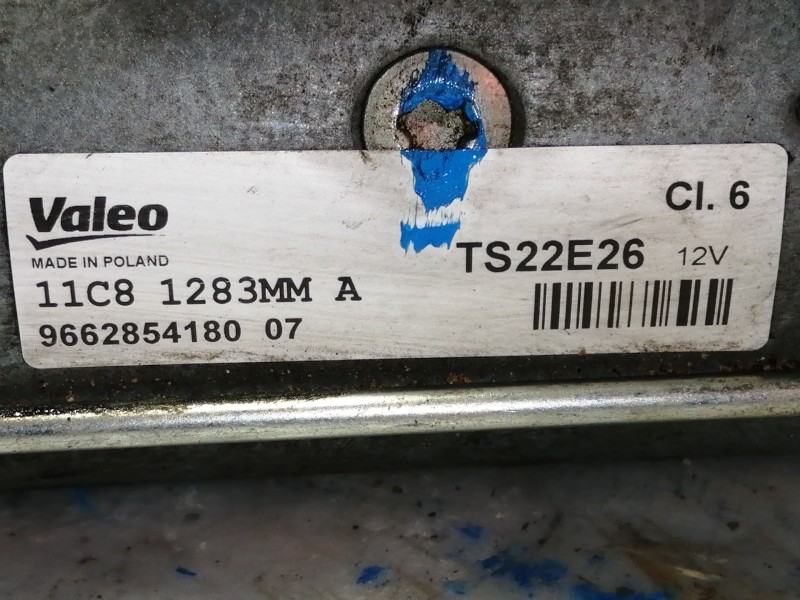 Valeo
MADE IN POLAND
11C8 1283MM A
9662854180 07
Cl. 6
TS22E26 12V